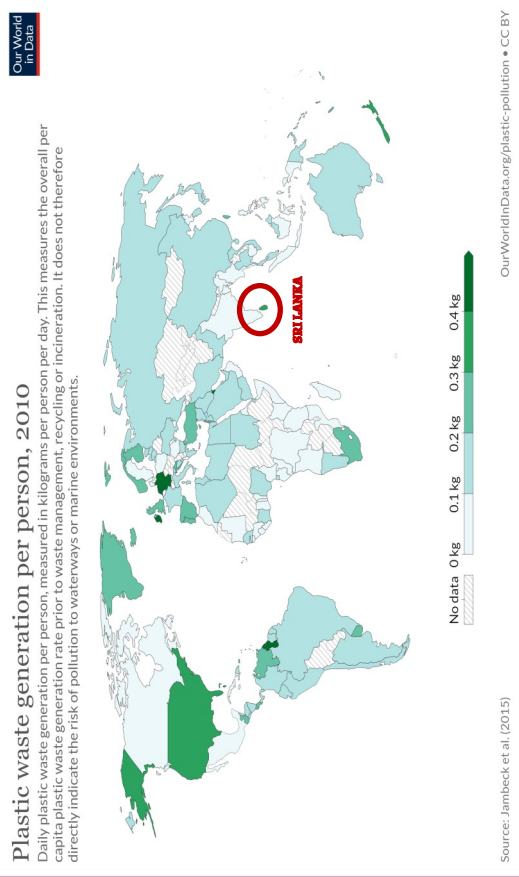 Plastic waste generation per person, 2010
Our World
in Data
Daily plastic waste generation per person, measured in kilograms per person per day. This measures the overall per
capita plastic waste generation rate prior to waste management, recycling or incineration. It does not therefore
directly indicate the risk of pollution to waterways or marine environments.
SRI LANKA
No data 0 kg 0.1 kg 0.2 kg 0.3 kg 0.4 kg
Source: Jambeck et al. (2015)
OurWorldInData.org/plastic-pollution • CC BY